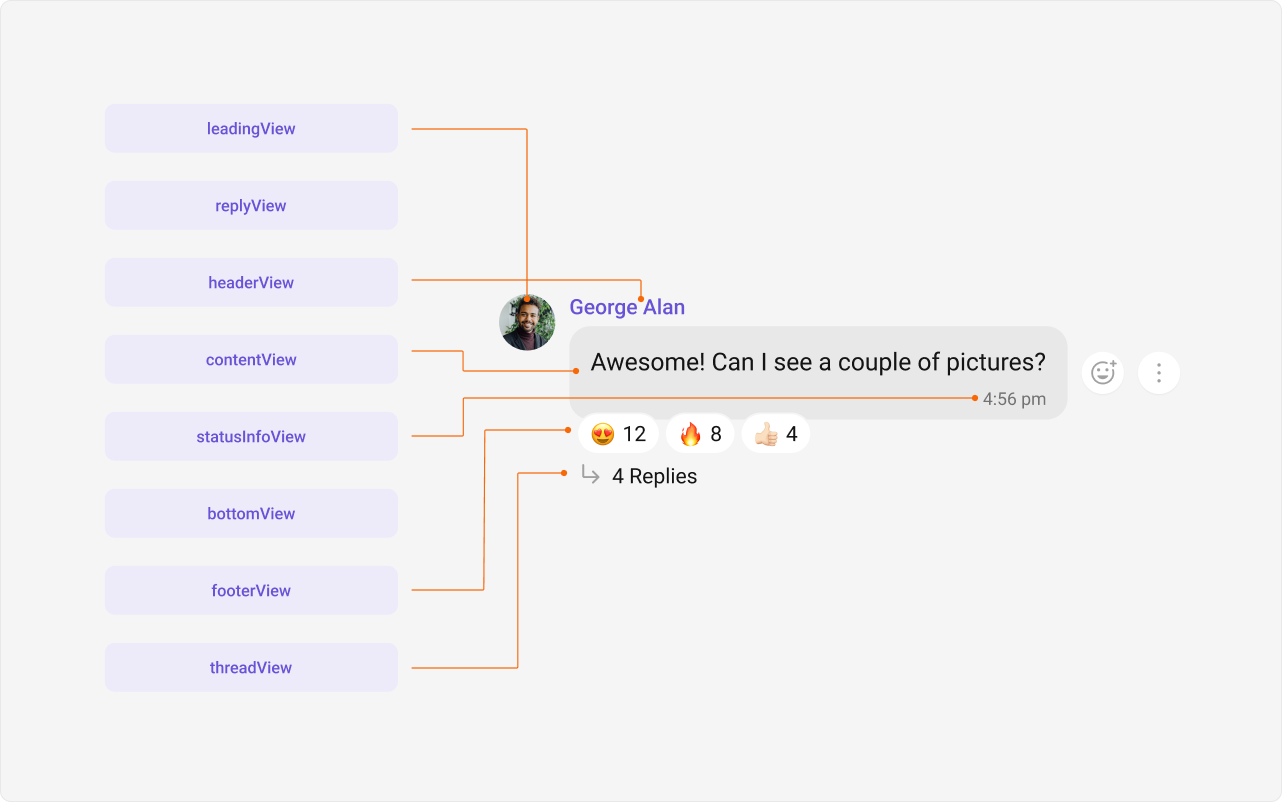 leadingView
replyView
headerView
contentView
statusInfoView
bottomView
footerView
threadView
George Alan
Awesome! Can I see a couple of pictures?
4:56 pm
😍 12 🔥 8 👍🏻 4
4 Replies